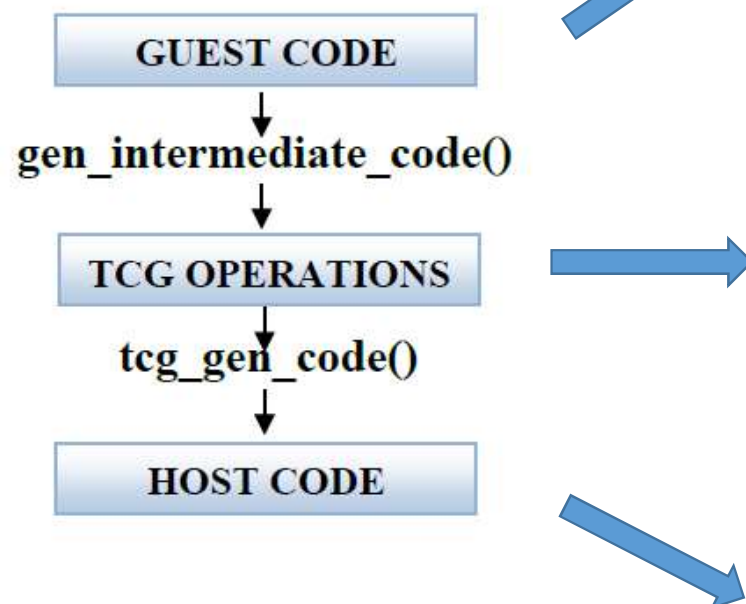 GUEST CODE
gen_intermediate_code()
TCG OPERATIONS
tcg_gen_code()
HOST CODE